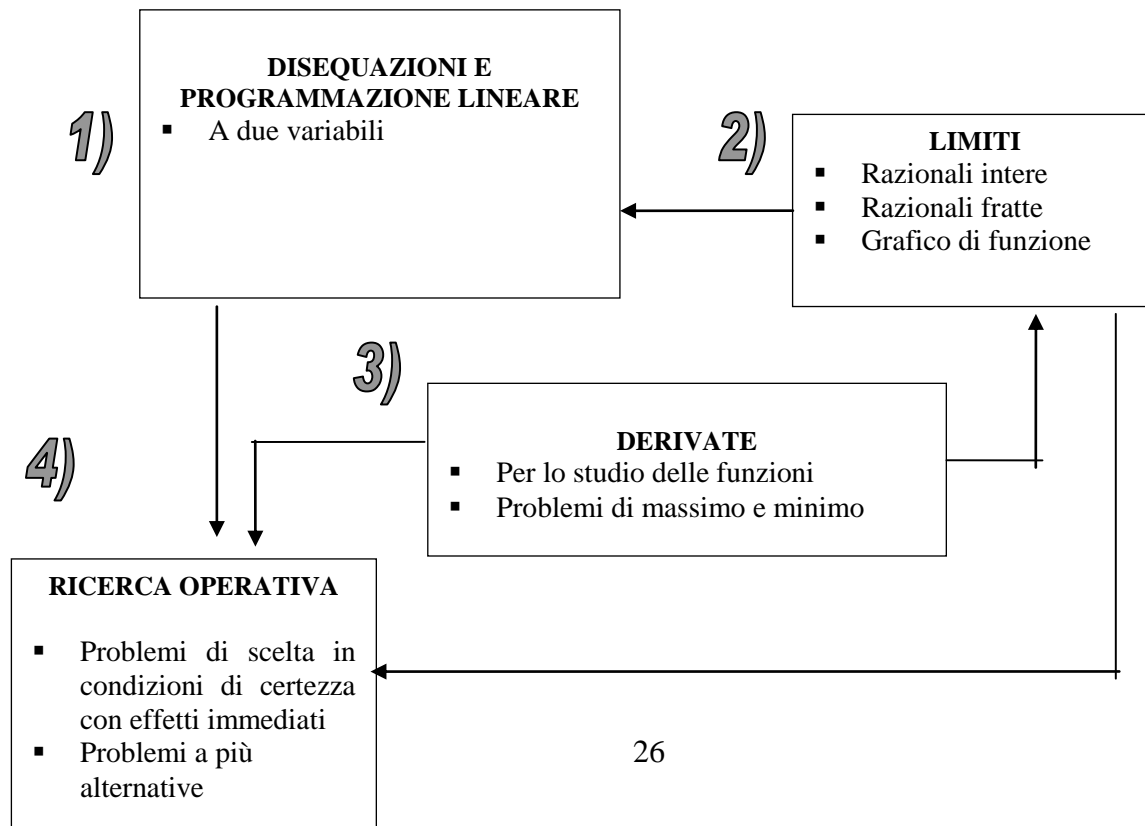 1)
DISEQUAZIONI E
PROGRAMMAZIONE LINEARE
▪ A due variabili
2)
LIMITI
▪ Razionali intere
▪ Razionali fratte
▪ Grafico di funzione
3)
DERIVATE
▪ Per lo studio delle funzioni
▪ Problemi di massimo e minimo
4)
RICERCA OPERATIVA
▪ Problemi di scelta in
condizioni di certezza
con effetti immediati
▪ Problemi a più
alternative
26